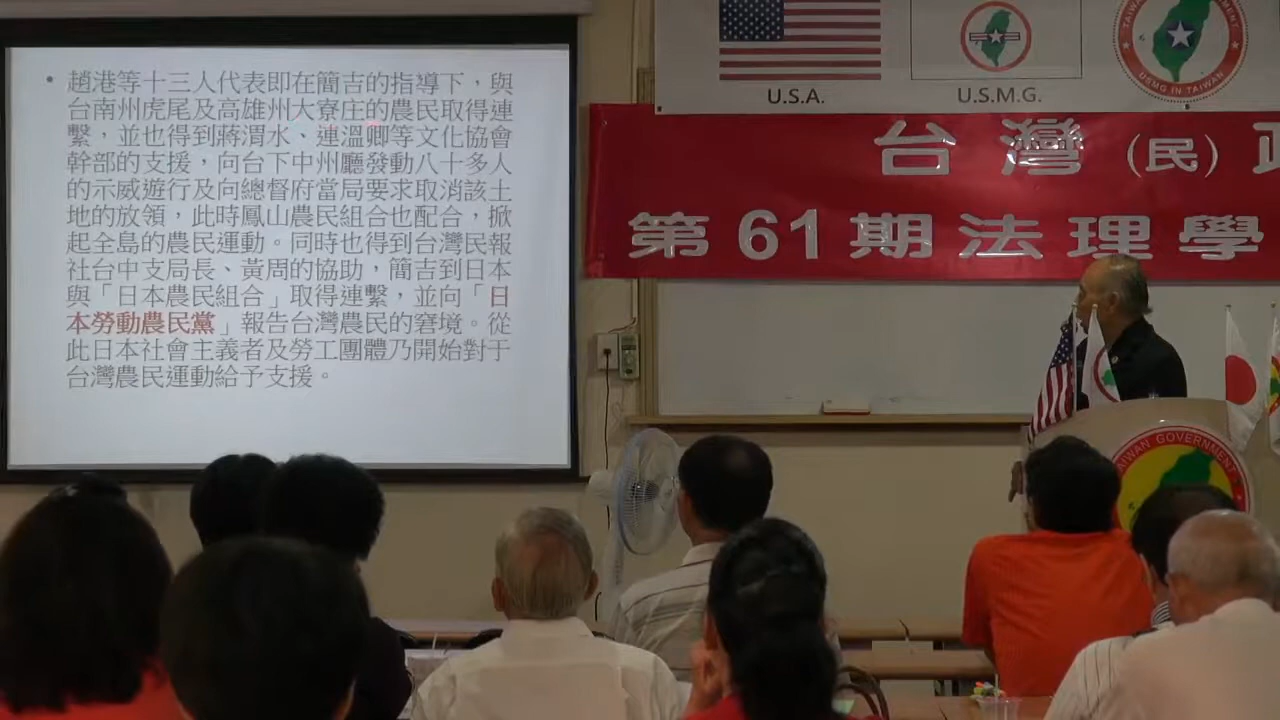 趙港等十三人代表即在簡吉的指導下，與
台南州虎尾及高雄州大寮庄的農民取得連
繫，並也得到蔣渭水、連溫卿等文化協會
幹部的支援，向台下中州廳發動八十多人
的示威遊行及向總督府當局要求取消該土
地的放領，此時鳳山農民組合也配合，掀
起全島的農民運動。同時也得到台灣民報
社台中支局長、黃周的協助，簡吉到日本
與「日本農民組合」取得連繫，並向「日
本勞動農民黨」報告台灣農民的窘境。從
此日本社會主義者及勞工團體乃開始對于
台灣農民運動給予支援。
U.S.A.
U.S.M.G.
USMG IN TAIWAN
台灣（民）政
第61期法理學
TAIWAN GOVERNMENT